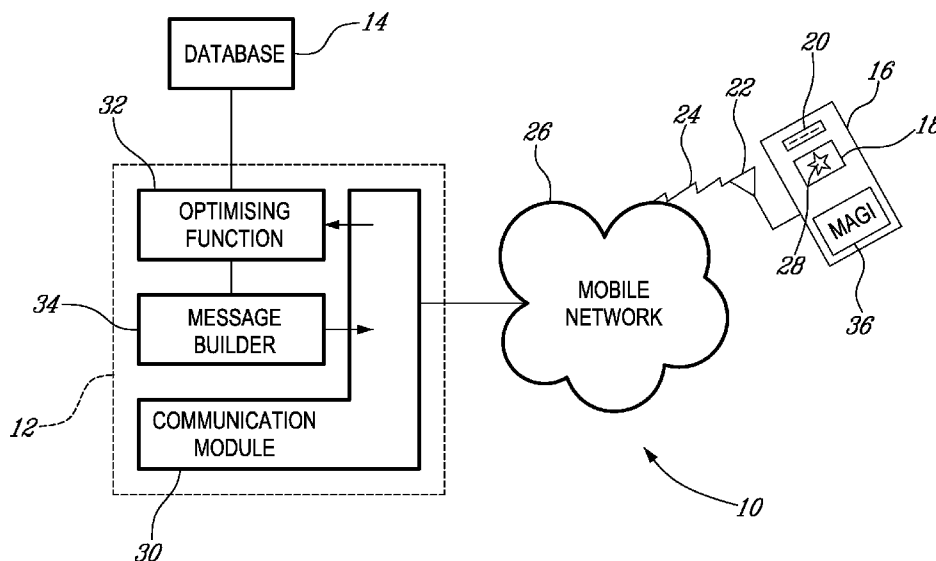 DATABASE
14
20
16
22
24
18
32
26
OPTIMISING
FUNCTION
MAGI
28
MOBILE
NETWORK
36
34
MESSAGE
BUILDER
12
COMMUNICATION
MODULE
30
10